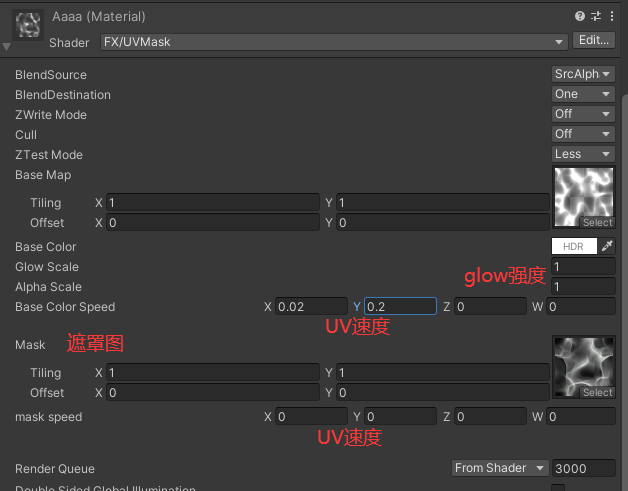 Aaaa (Material)
Shader FX/UVMask Edit...
BlendSource SrcAlph
BlendDestination One
ZWrite Mode Off
Cull Off
ZTest Mode Less
Base Map
Tiling X 1 Y 1
Offset X 0 Y 0
Select
Base Color HDR
Glow Scale glow强度 1
Alpha Scale 1
Base Color Speed X 0.02 Y 0.2 Z 0 W 0
UV速度
Mask 遮罩图
Tiling X 1 Y 1
Offset X 0 Y 0
Select
mask speed X 0 Y 0 Z 0 W 0
UV速度
Render Queue From Shader 3000
Double Sided Global Illumination